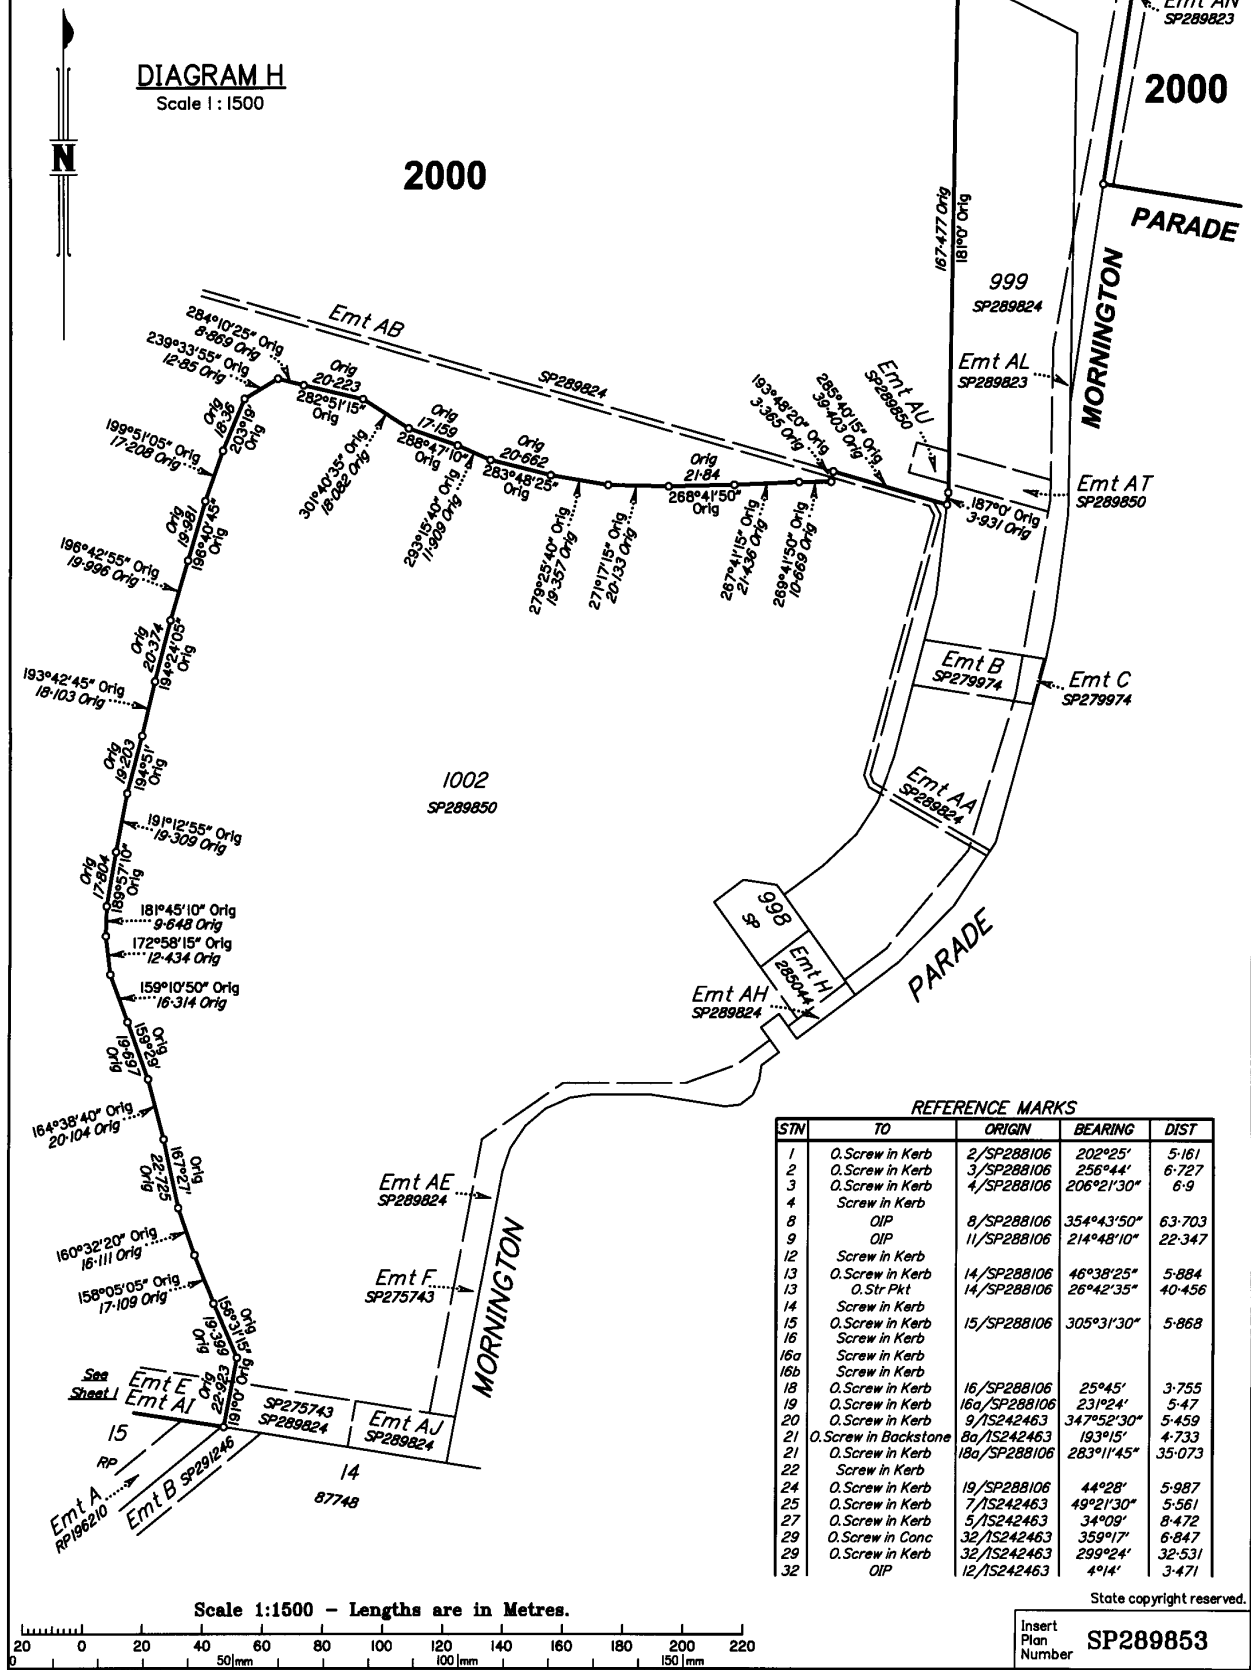 DIAGRAM H
Scale 1:1500
N
2000
Emt AN
SP289823
2000
PARADE
MORNINGTON
167·477 Orig
181°0' Orig
999
SP289824
Emt AB
SP289824
Emt AL
SP289823
Emt AU
SP289850
Emt AT
SP289850
284°10'25" Orig
8·869 Orig
239°33'55" Orig
12·85 Orig
Orig
20·223
282°51'15"
Orig
Orig
18·36
203°19'
Orig
199°51'05" Orig
17·208 Orig
301°40'35" Orig
18·082 Orig
Orig
17·159
288°47'10"
Orig
293°15'40" Orig
11·909 Orig
Orig
20·662
283°48'25"
Orig
279°25'40" Orig
19·357 Orig
271°17'15" Orig
20·133 Orig
Orig
21·84
268°41'50"
Orig
267°41'15" Orig
21·436 Orig
269°41'50" Orig
10·669 Orig
193°48'20" Orig
3·365 Orig
285°40'15" Orig
39·403 Orig
187°0' Orig
3·931 Orig
Orig
19·981
196°40'45"
Orig
196°42'55" Orig
19·996 Orig
Orig
20·374
194°24'05"
Orig
193°42'45" Orig
18·103 Orig
Orig
19·203
194°51'
Orig
191°12'55" Orig
19·309 Orig
Orig
17·804
189°57'10"
Orig
181°45'10" Orig
9·648 Orig
172°58'15" Orig
12·434 Orig
159°10'50" Orig
16·314 Orig
Orig
159°29'
19·697
Orig
164°38'40" Orig
20·104 Orig
Orig
167°27'
22·725
Orig
160°32'20" Orig
16·111 Orig
158°05'05" Orig
17·109 Orig
Orig
156°31'15"
19·399
Orig
Orig
22·923
191°0' Orig
1002
SP289850
Emt B
SP279974
Emt C
SP279974
Emt AA
SP289824
998
SP
Emt H
285044
Emt AH
SP289824
PARADE
Emt AE
SP289824
Emt F
SP275743
MORNINGTON
See
Sheet 1
Emt E
Emt AI
SP275743
SP289824
Emt AJ
SP289824
15
RP
14
87748
Emt A
RP196210
Emt B SP291246
REFERENCE MARKS
STN TO ORIGIN BEARING DIST
1 O.Screw in Kerb 2/SP288106 202°25' 5·161
2 O.Screw in Kerb 3/SP288106 256°44' 6·727
3 O.Screw in Kerb 4/SP288106 206°21'30" 6·9
4 Screw in Kerb
8 OIP 8/SP288106 354°43'50" 63·703
9 OIP 11/SP288106 214°48'10" 22·347
12 Screw in Kerb
13 O.Screw in Kerb 14/SP288106 46°38'25" 5·884
13 O.Str Pkt 14/SP288106 26°42'35" 40·456
14 Screw in Kerb
15 O.Screw in Kerb 15/SP288106 305°31'30" 5·868
16 Screw in Kerb
16a Screw in Kerb
16b Screw in Kerb
18 O.Screw in Kerb 16/SP288106 25°45' 3·755
19 O.Screw in Kerb 16a/SP288106 231°24' 5·47
20 O.Screw in Kerb 9/IS242463 347°52'30" 5·459
21 O.Screw in Backstone 8a/IS242463 193°15' 4·733
21 O.Screw in Kerb 18a/SP288106 283°11'45" 35·073
22 Screw in Kerb
24 O.Screw in Kerb 19/SP288106 44°28' 5·987
25 O.Screw in Kerb 7/IS242463 49°21'30" 5·561
27 O.Screw in Kerb 5/IS242463 34°09' 8·472
29 O.Screw in Conc 32/IS242463 359°17' 6·847
29 O.Screw in Kerb 32/IS242463 299°24' 32·531
32 OIP 12/IS242463 4°14' 3·471
State copyright reserved.
Scale 1:1500 - Lengths are in Metres.
20 0 20 40 60 80 100 120 140 160 180 200 220
0 50mm 100mm 150mm
Insert
Plan
Number
SP289853